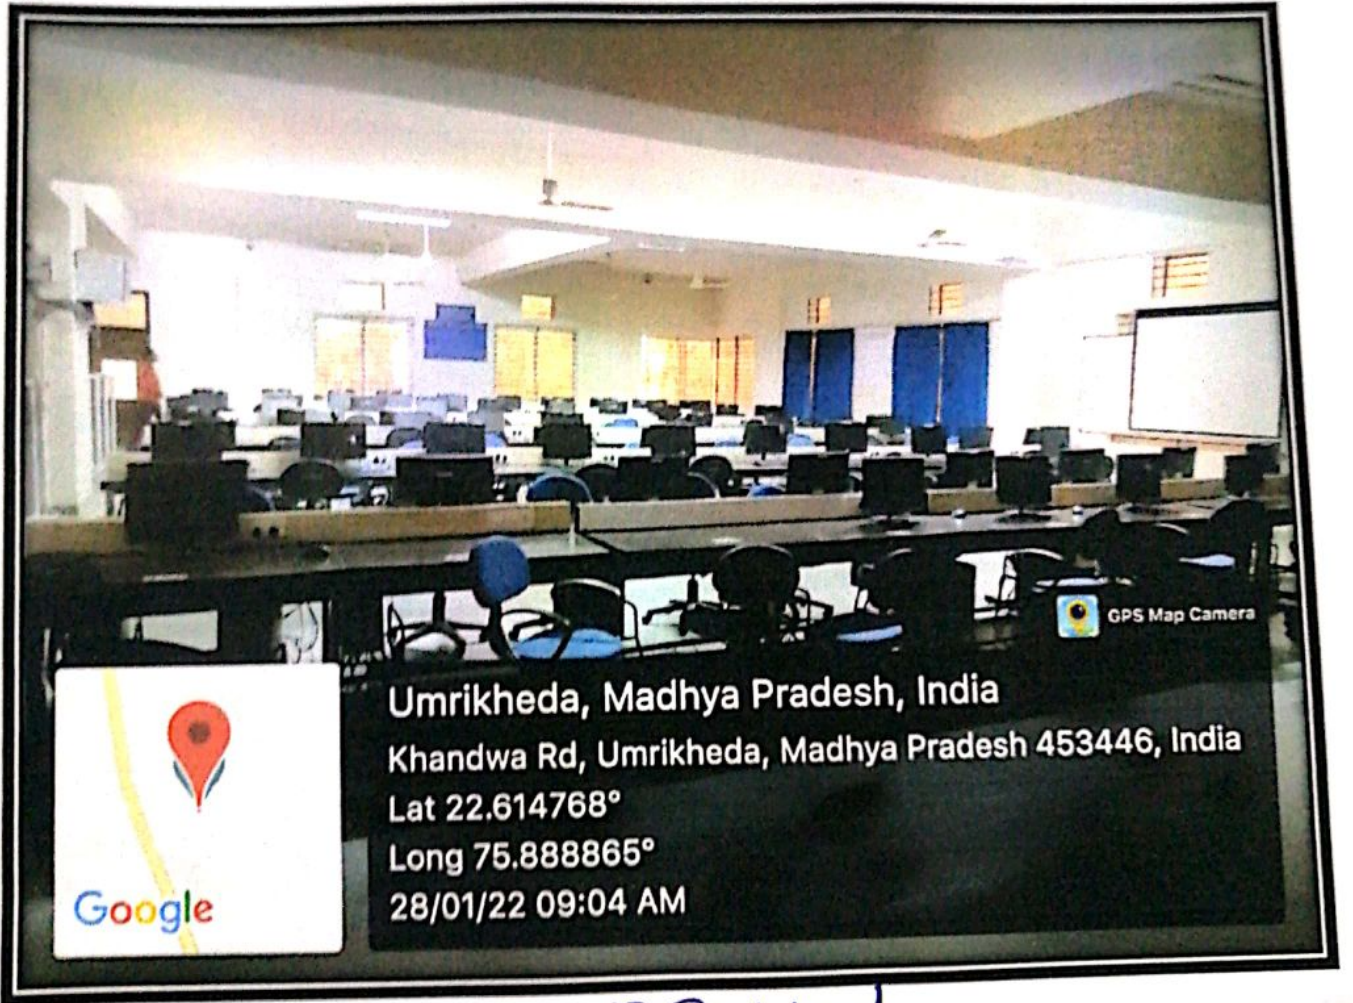 GPS Map Camera
Umrikheda, Madhya Pradesh, India
Khandwa Rd, Umrikheda, Madhya Pradesh 453446, India
Lat 22.614768°
Long 75.888865°
28/01/22 09:04 AM
Google